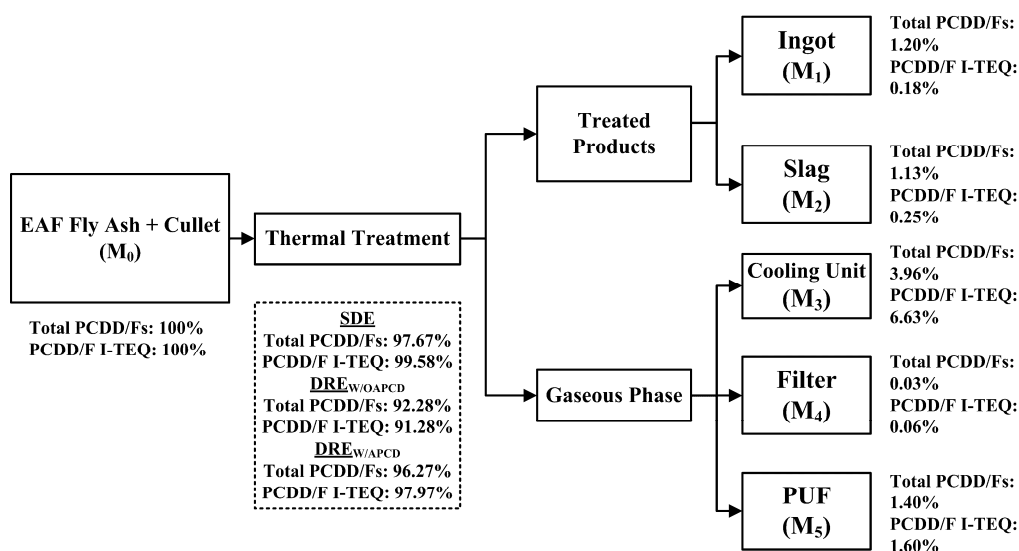 EAF Fly Ash + Cullet
(M₀)
Total PCDD/Fs: 100%
PCDD/F I-TEQ: 100%
Thermal Treatment
SDE
Total PCDD/Fs: 97.67%
PCDD/F I-TEQ: 99.58%
DRE W/OAPCD
Total PCDD/Fs: 92.28%
PCDD/F I-TEQ: 91.28%
DRE W/APCD
Total PCDD/Fs: 96.27%
PCDD/F I-TEQ: 97.97%
Treated
Products
Gaseous Phase
Ingot
(M₁)
Total PCDD/Fs:
1.20%
PCDD/F I-TEQ:
0.18%
Slag
(M₂)
Total PCDD/Fs:
1.13%
PCDD/F I-TEQ:
0.25%
Cooling Unit
(M₃)
Total PCDD/Fs:
3.96%
PCDD/F I-TEQ:
6.63%
Filter
(M₄)
Total PCDD/Fs:
0.03%
PCDD/F I-TEQ:
0.06%
PUF
(M₅)
Total PCDD/Fs:
1.40%
PCDD/F I-TEQ:
1.60%